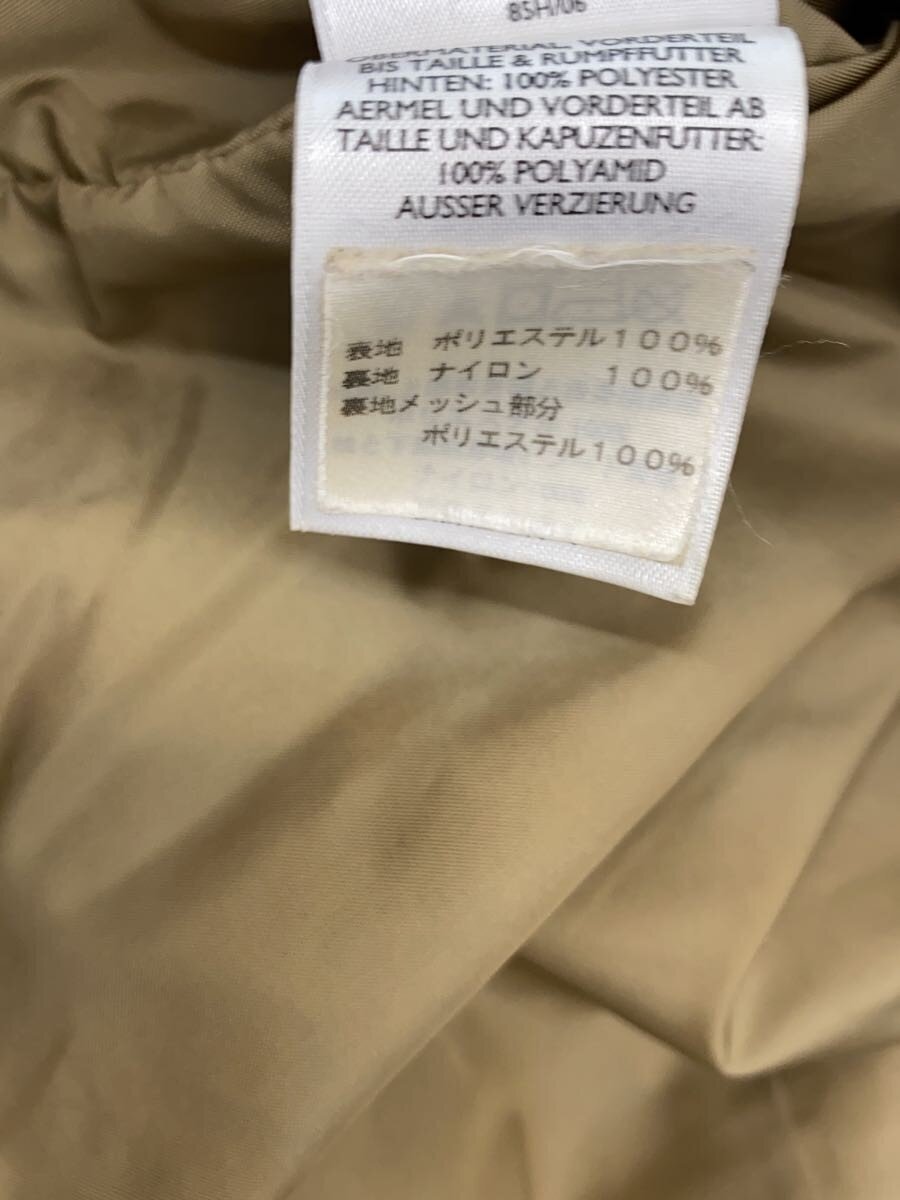 85H/06
OBERMATERIAL, VORDERTEIL
BIS TAILLE & RUMPFFUTTER
HINTEN: 100% POLYESTER
AERMEL UND VORDERTEIL AB
TAILLE UND KAPUZENFUTTER:
100% POLYAMID
AUSSER VERZIERUNG
表地 ポリエステル100%
裏地 ナイロン 100%
裏地メッシュ部分
ポリエステル100%